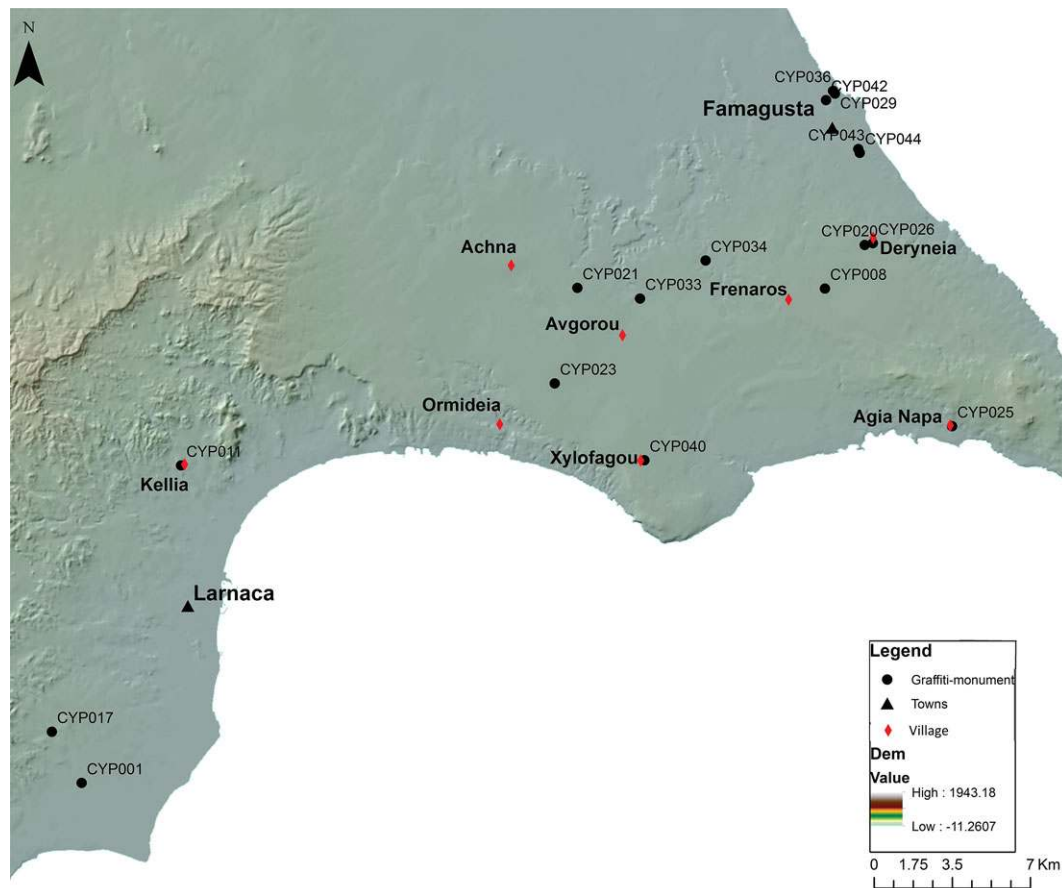 N
CYP036
CYP042
Famagusta
CYP029
CYP043
CYP044
Achna
CYP034
CYP020
CYP026
Deryneia
CYP021
CYP033
Frenaros
CYP008
Avgorou
CYP023
Ormideia
Agia Napa
CYP025
CYP011
Kellia
Xylofagou
CYP040
Larnaca
CYP017
CYP001
Legend
Graffiti-monument
Towns
Village
Dem
Value
High : 1943.18
Low : -11.2607
0 1.75 3.5 7 Km